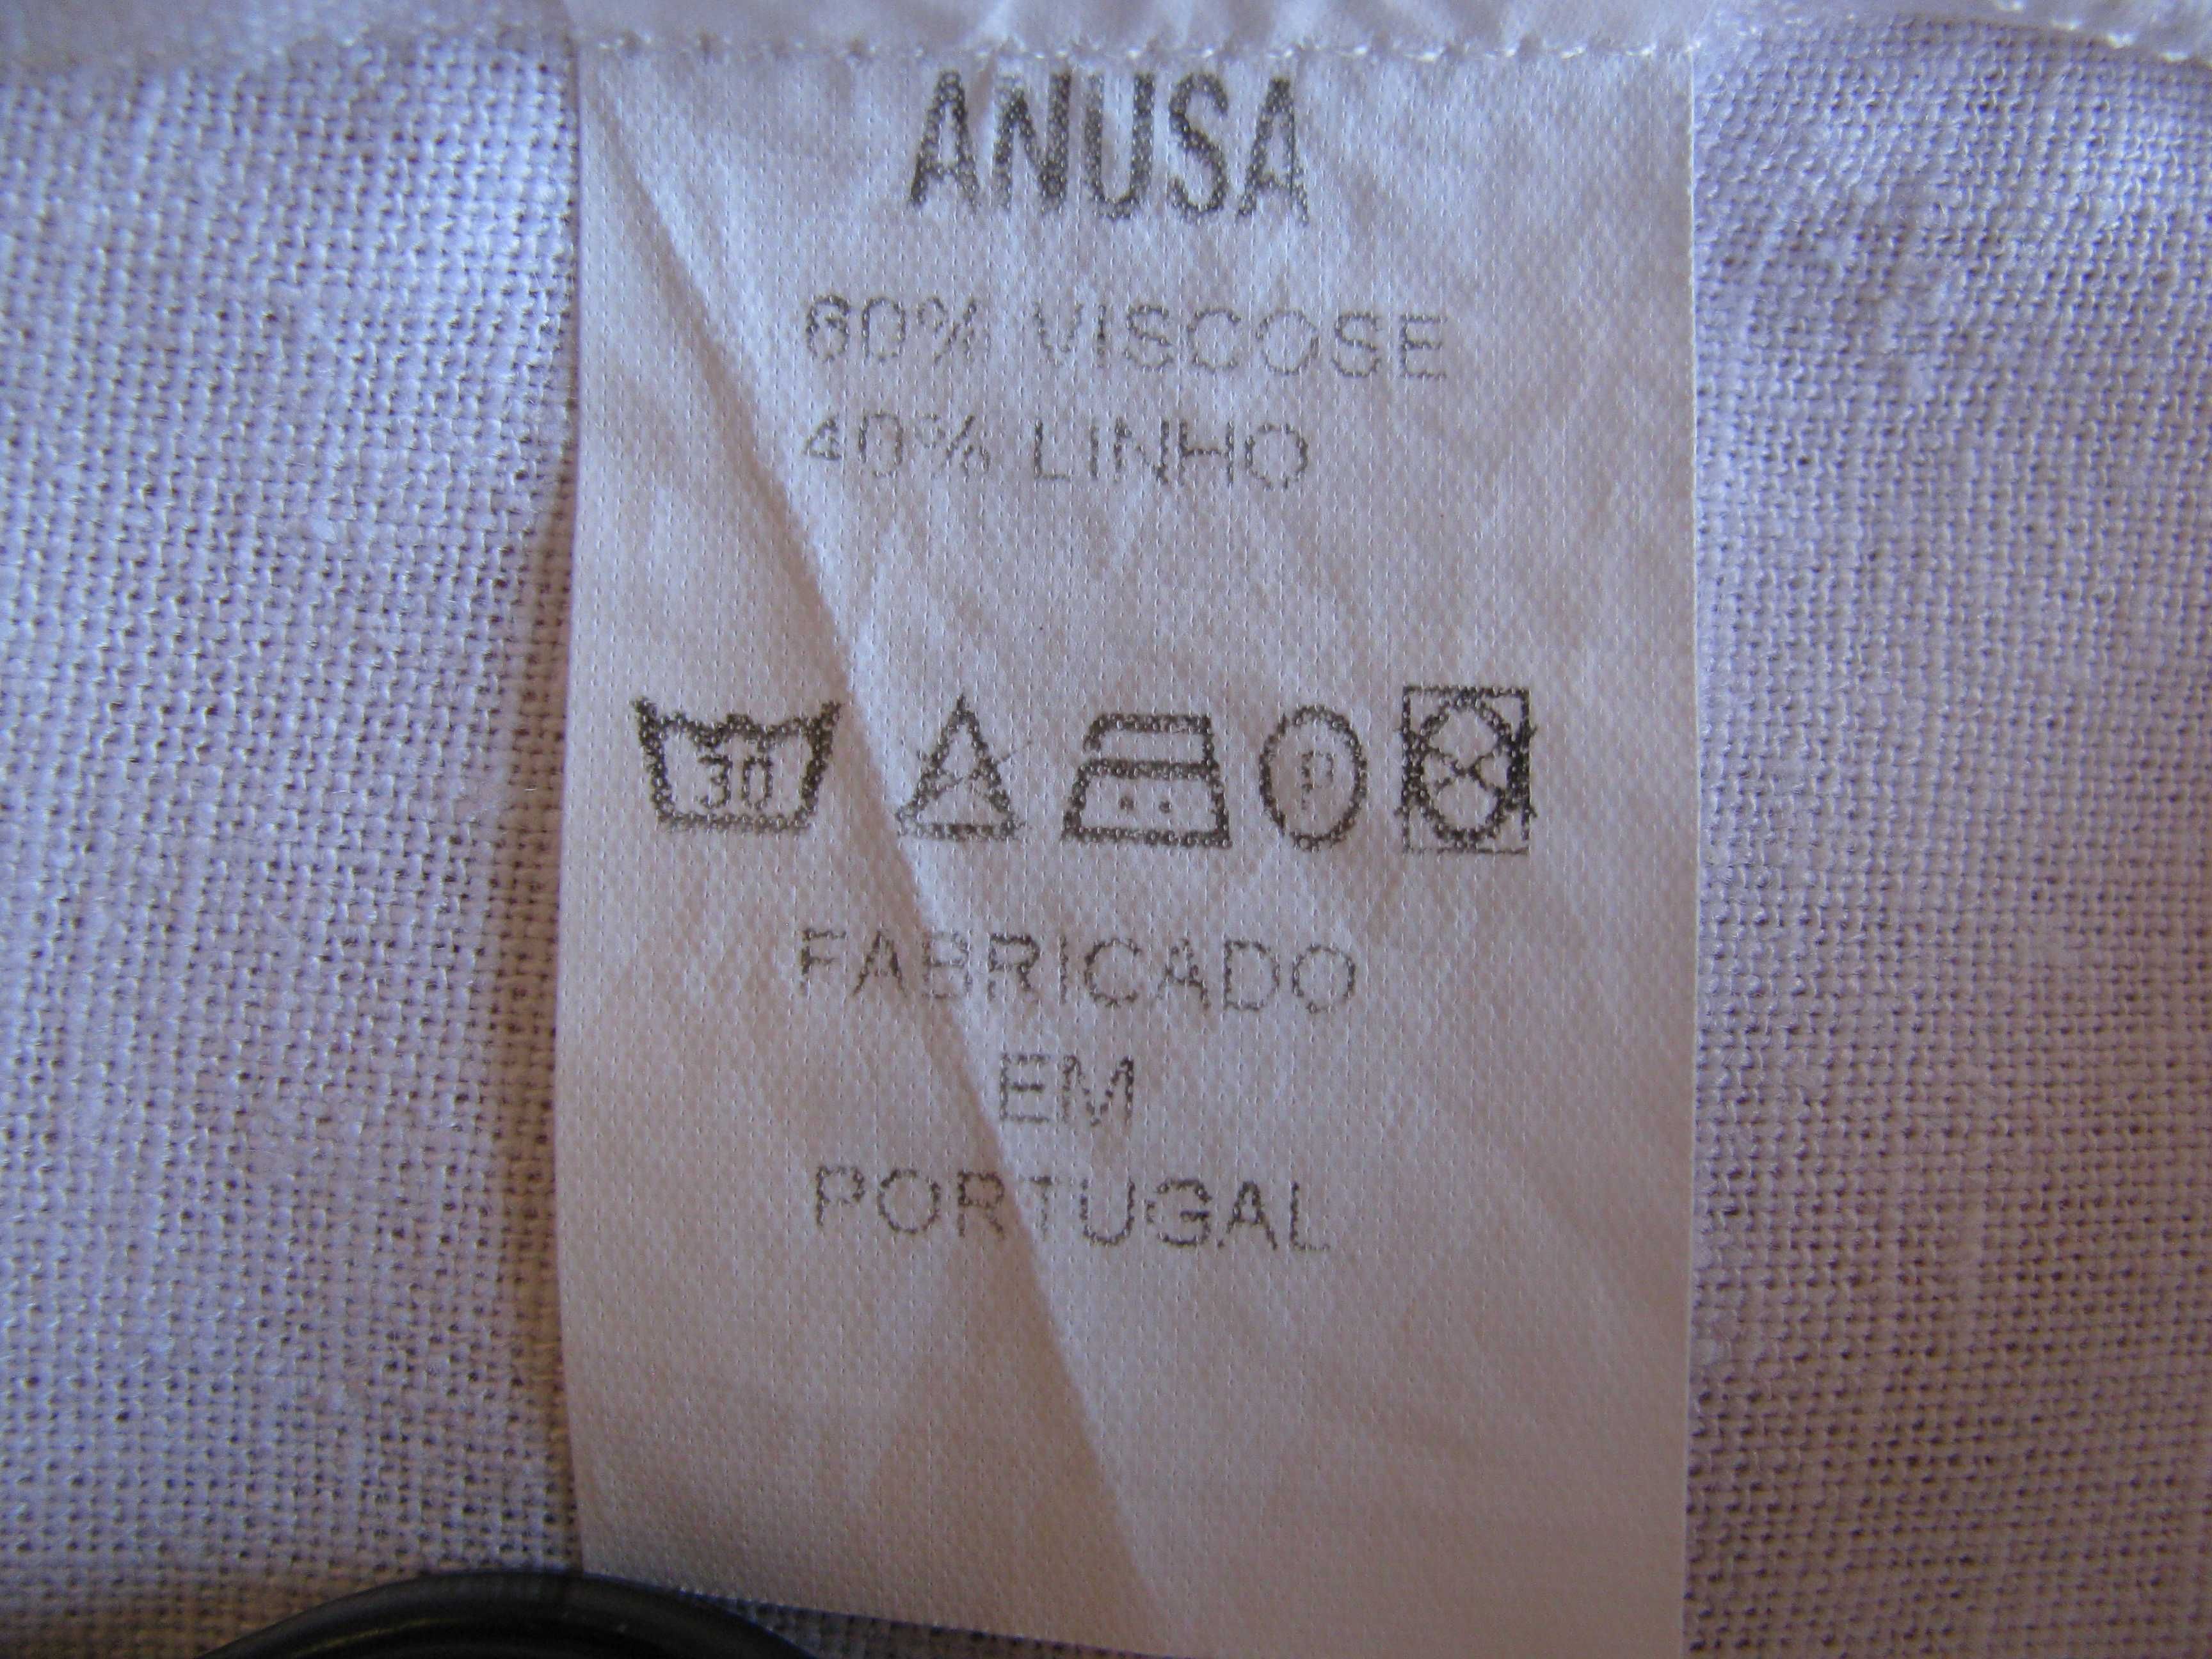 ANUSA
60% VISCOSE
40% LINHO
30 P
FABRICADO
EM
PORTUGAL